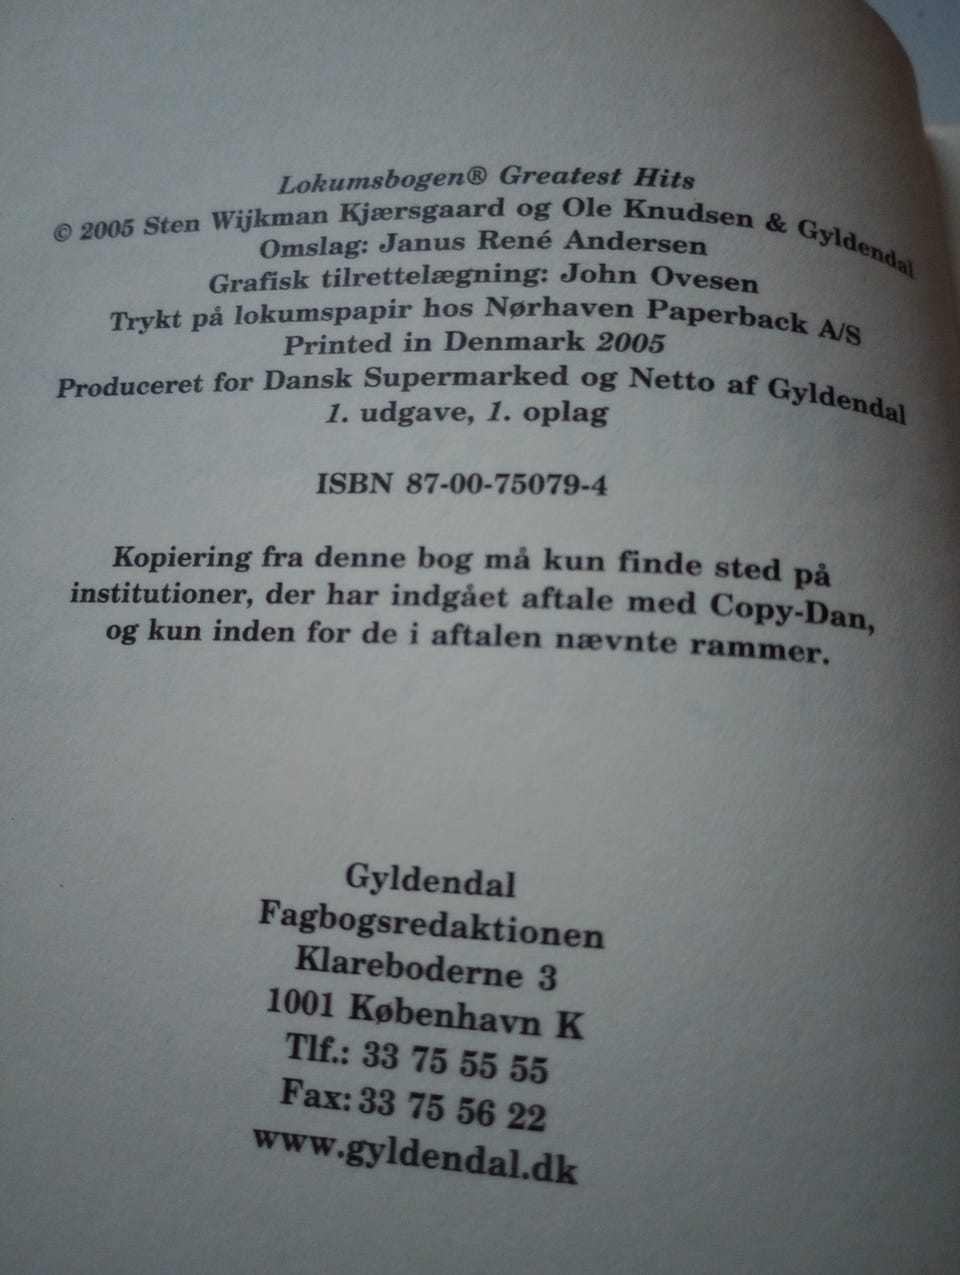 Lokumsbogen® Greatest Hits
© 2005 Sten Wijkman Kjærsgaard og Ole Knudsen & Gyldendal
Omslag: Janus René Andersen
Grafisk tilrettelægning: John Ovesen
Trykt på lokumspapir hos Nørhaven Paperback A/S
Printed in Denmark 2005
Produceret for Dansk Supermarked og Netto af Gyldendal
1. udgave, 1. oplag
ISBN 87-00-75079-4
Kopiering fra denne bog må kun finde sted på
institutioner, der har indgået aftale med Copy-Dan,
og kun inden for de i aftalen nævnte rammer.
Gyldendal
Fagbogsredaktionen
Klareboderne 3
1001 København K
Tlf.: 33 75 55 55
Fax: 33 75 56 22
www.gyldendal.dk